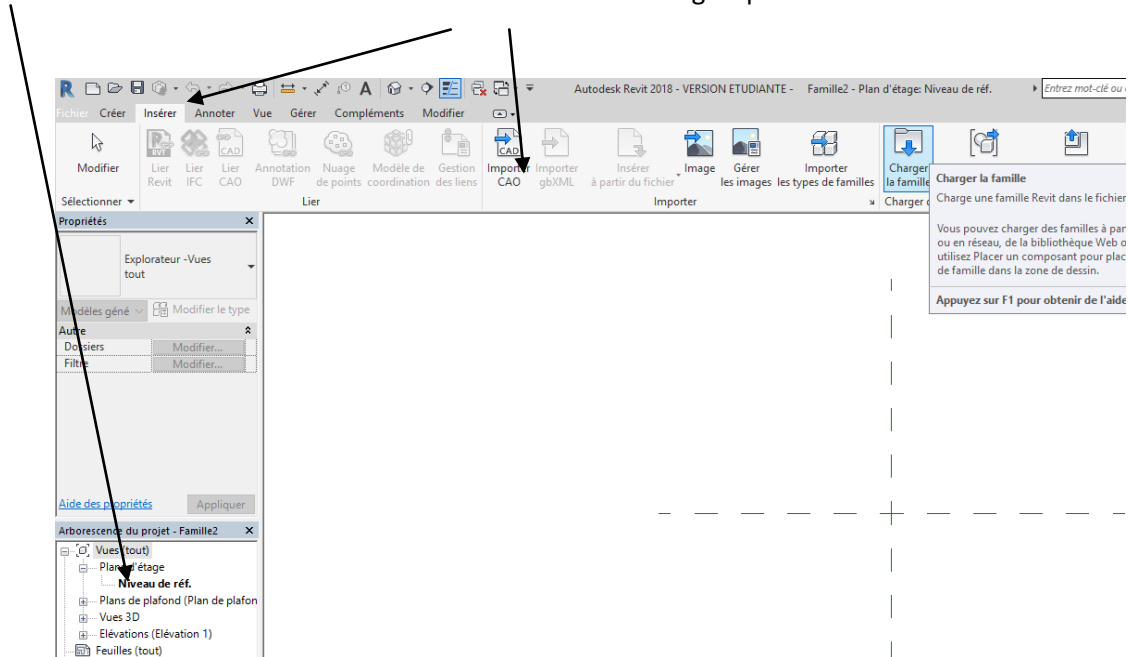 Autodesk Revit 2018 - VERSION ETUDIANTE - Famille2 - Plan d'étage: Niveau de réf.
Entrez mot-clé ou
Fichier Créer Insérer Annoter Vue Gérer Compléments Modifier
Modifier
Lier Revit
Lier IFC
Lier CAO
Annotation DWF
Nuage de points
Modèle de coordination
Gestion des liens
Importer CAO
Importer gbXML
Insérer à partir du fichier
Image
Gérer les images
Importer les types de familles
Charger la famille
Sélectionner
Lier
Importer
Charger
Charger la famille
Charge une famille Revit dans le fichier
Vous pouvez charger des familles à par
ou en réseau, de la bibliothèque Web o
utilisez Placer un composant pour plac
de famille dans la zone de dessin.
Appuyez sur F1 pour obtenir de l'aide
Propriétés
Explorateur -Vues
tout
Modèles géné
Modifier le type
Autre
Dossiers Modifier...
Filtre Modifier...
Aide des propriétés Appliquer
Arborescence du projet - Famille2
Vues (tout)
Plans d'étage
Niveau de réf.
Plans de plafond (Plan de plafon
Vues 3D
Elévations (Elévation 1)
Feuilles (tout)